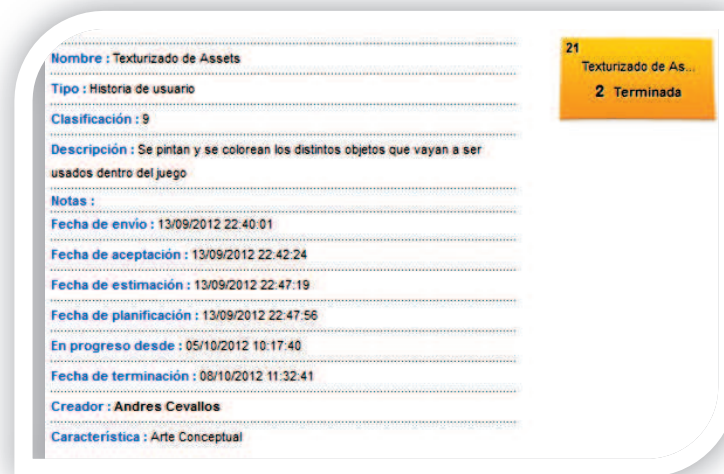 Nombre : Texturizado de Assets
Tipo : Historia de usuario
Clasificación : 9
Descripción : Se pintan y se colorean los distintos objetos que vayan a ser
usados dentro del juego
Notas :
Fecha de envío : 13/09/2012 22:40:01
Fecha de aceptación : 13/09/2012 22:42:24
Fecha de estimación : 13/09/2012 22:47:19
Fecha de planificación : 13/09/2012 22:47:56
En progreso desde : 05/10/2012 10:17:40
Fecha de terminación : 08/10/2012 11:32:41
Creador : Andres Cevallos
Característica : Arte Conceptual
21
Texturizado de As...
2 Terminada